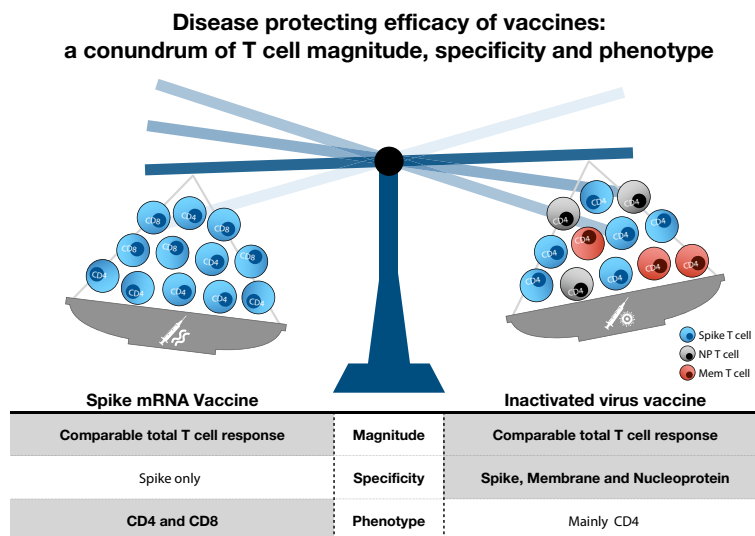 Disease protecting efficacy of vaccines:
a conundrum of T cell magnitude, specificity and phenotype
CD8 CD4 CD8
CD8 CD8 CD4 CD8
CD4 CD4 CD4 CD4 CD4
CD4 CD4 CD4
CD4 CD4 CD4 CD4
CD4 CD4 CD4 CD4 CD4
Spike T cell
NP T cell
Mem T cell
Spike mRNA Vaccine
Inactivated virus vaccine
Comparable total T cell response
Magnitude
Comparable total T cell response
Spike only
Specificity
Spike, Membrane and Nucleoprotein
CD4 and CD8
Phenotype
Mainly CD4